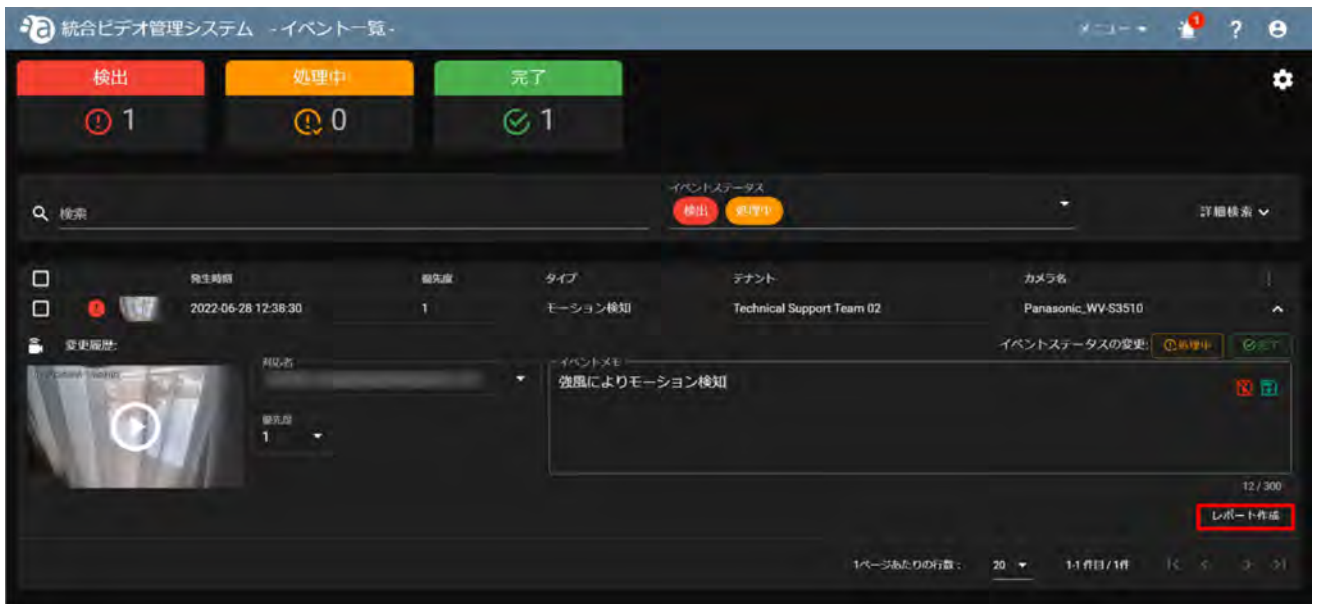 統合ビデオ管理システム - イベント一覧 -
メニュー
1
検出
処理中
完了
1
0
1
イベントステータス
検索
検出
処理中
詳細検索
発生時間
優先度
タイプ
テナント
カメラ名
2022-06-28 12:38:30
1
モーション検知
Technical Support Team 02
Panasonic_WV-S3510
変更履歴:
イベントステータスの変更:
処理中
完了
対応者
イベントメモ
強風によりモーション検知
優先度
1
12 / 300
レポート作成
1ページあたりの行数:
20
1-1 件目 / 1件